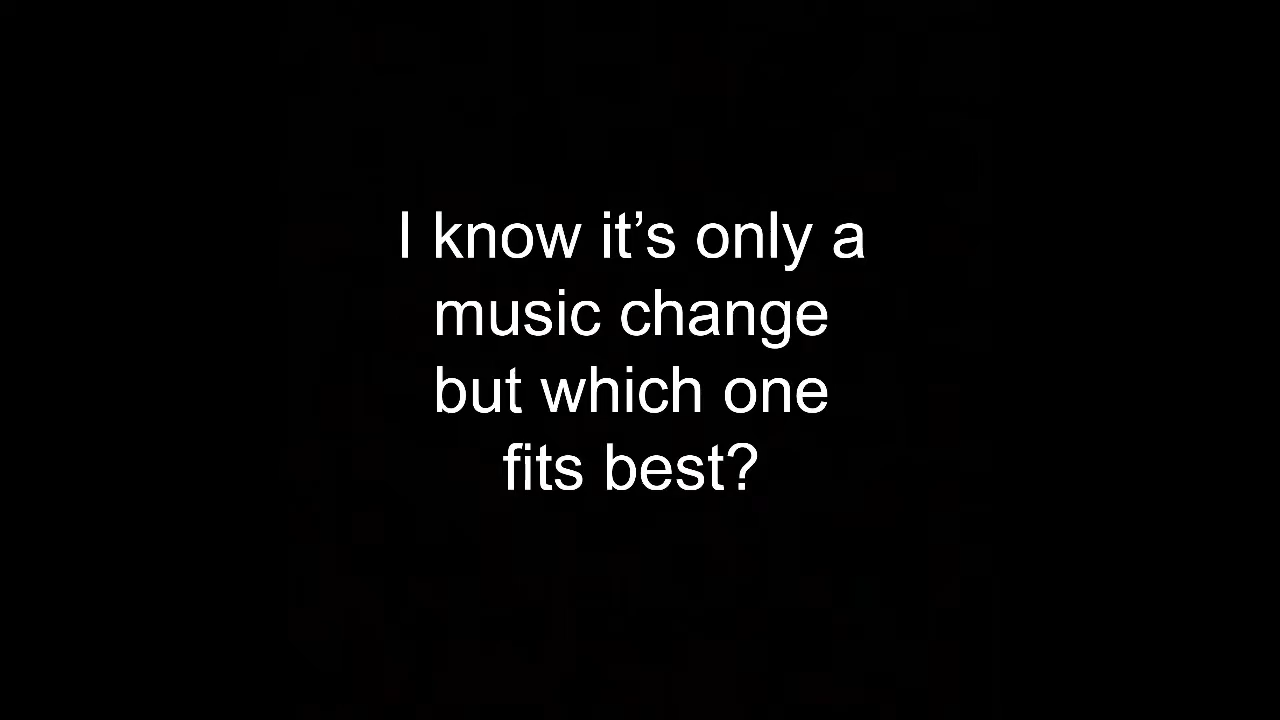 I know it’s only a
music change
but which one
fits best?